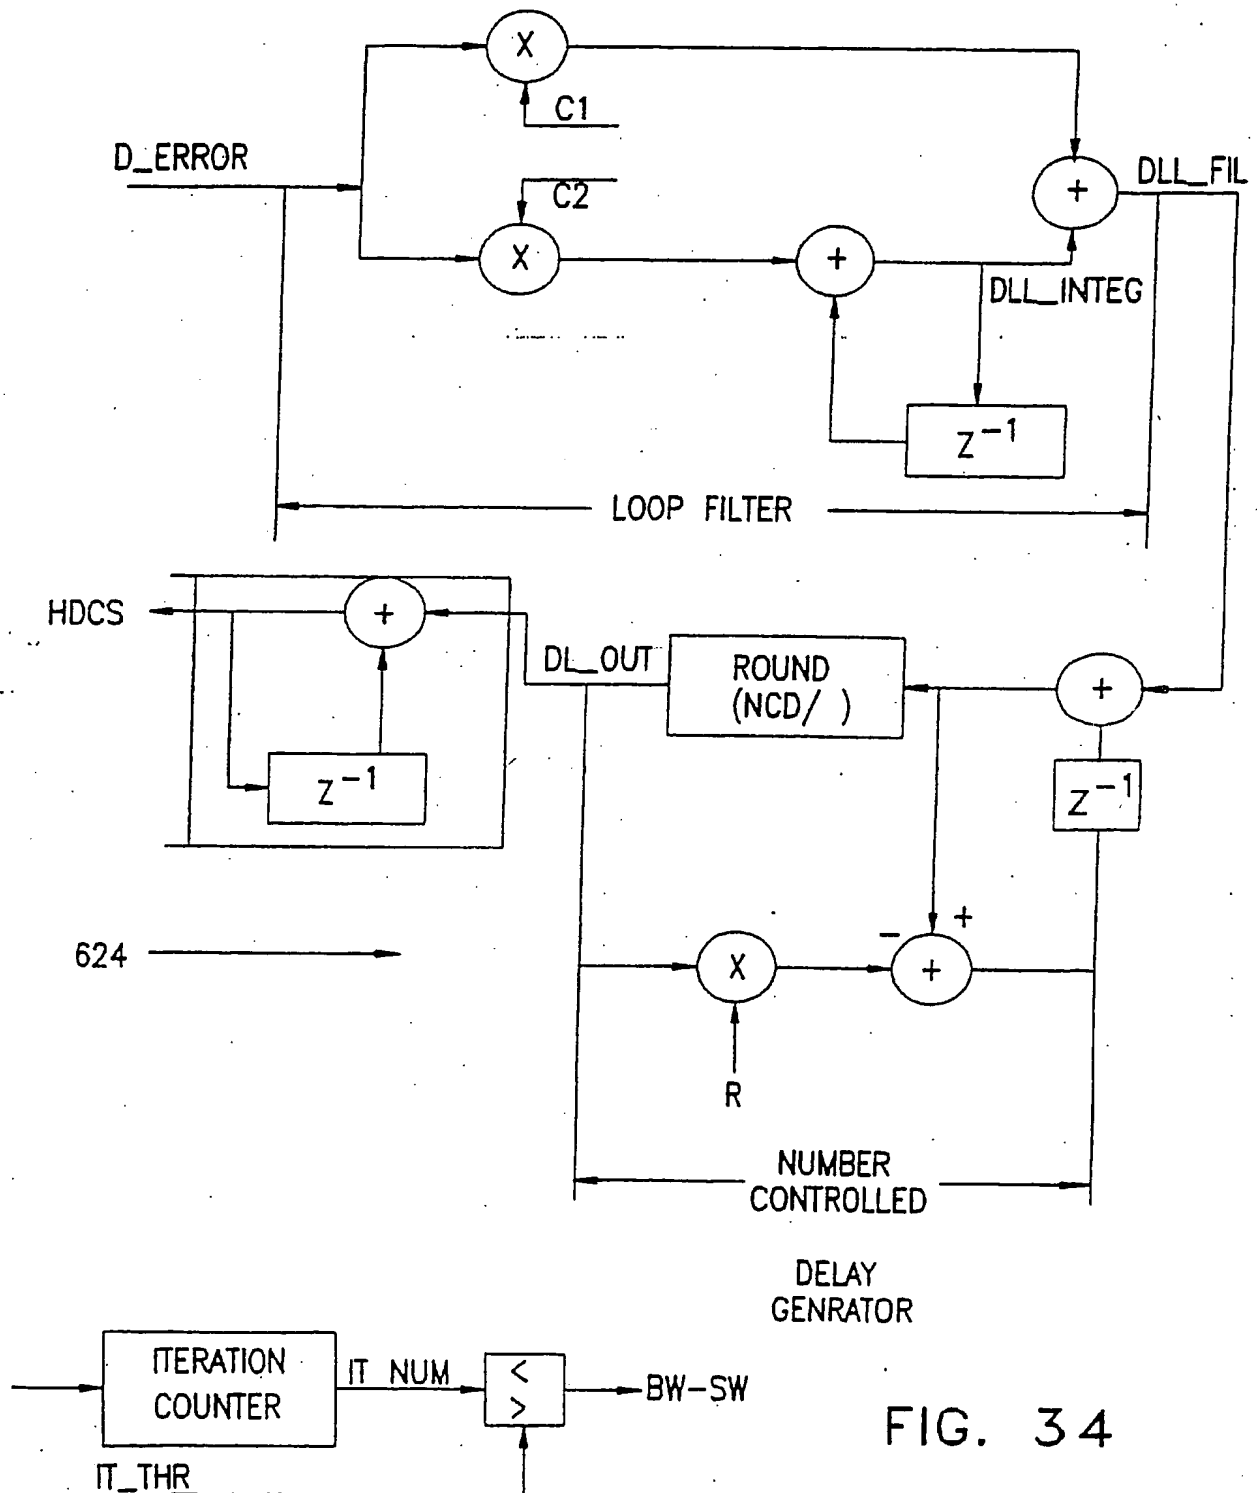 X
C1
D_ERROR
C2
X
+
+
DLL_FIL
DLL_INTEG
Z⁻¹
LOOP FILTER
HDCS
+
DL_OUT
ROUND
(NCD/ )
+
Z⁻¹
Z⁻¹
624
X
-
+
+
R
NUMBER
CONTROLLED
DELAY
GENRATOR
ITERATION
COUNTER
IT NUM
<
>
BW-SW
IT_THR
FIG. 34